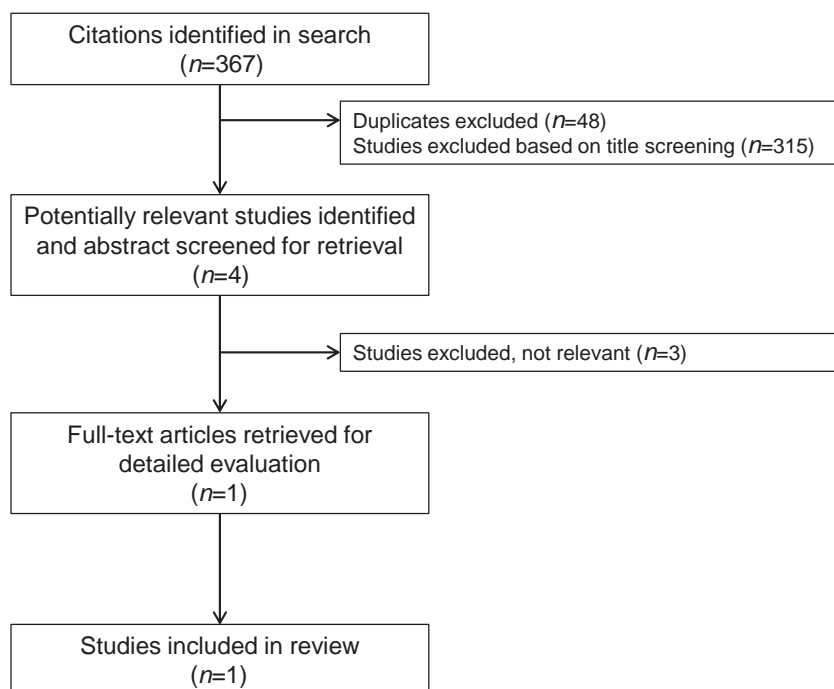 Citations identified in search
(n=367)
Duplicates excluded (n=48)
Studies excluded based on title screening (n=315)
Potentially relevant studies identified
and abstract screened for retrieval
(n=4)
Studies excluded, not relevant (n=3)
Full-text articles retrieved for
detailed evaluation
(n=1)
Studies included in review
(n=1)